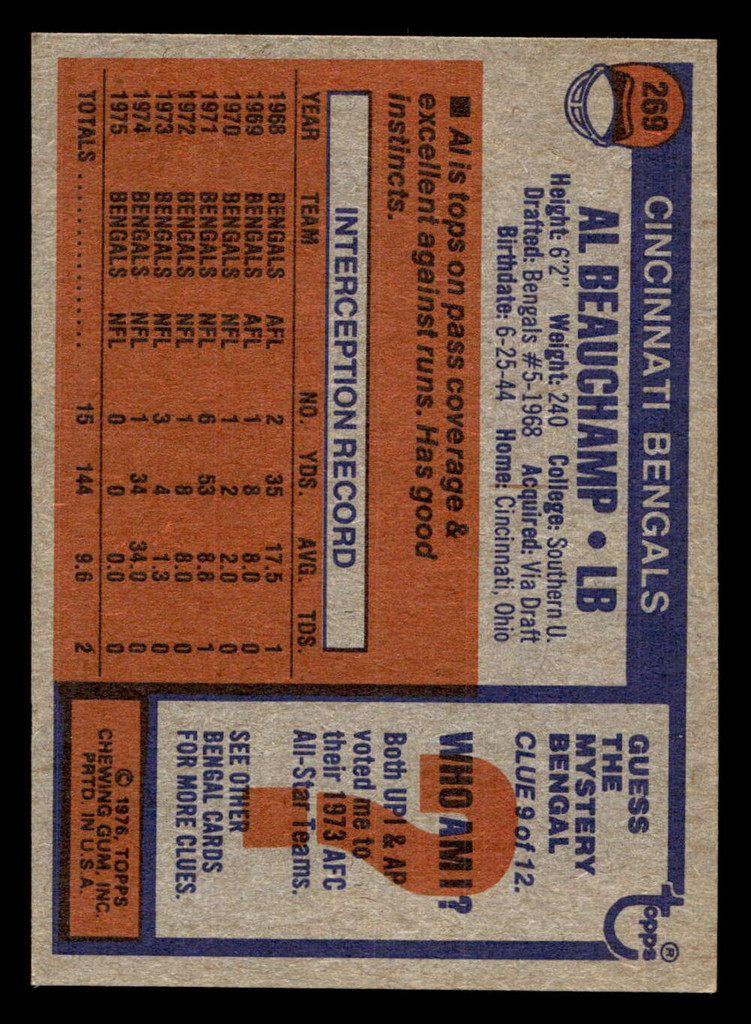 269
CINCINNATI BENGALS
AL BEAUCHAMP • LB
Height: 6'2" Weight: 240 College: Southern U.
Drafted: Bengals #5-1968 Acquired: Via Draft
Birthdate: 6-25-44 Home: Cincinnati, Ohio
■ Al is tops on pass coverage &
excellent against runs. Has good
instincts.
INTERCEPTION RECORD
YEAR TEAM NO. YDS. AVG. TDS.
1968 BENGALS AFL 2 35 17.5 1
1969 BENGALS AFL 1 8 8.0 0
1970 BENGALS NFL 1 2 2.0 0
1971 BENGALS NFL 6 53 8.8 1
1972 BENGALS NFL 1 8 8.0 0
1973 BENGALS NFL 3 4 1.3 0
1974 BENGALS NFL 1 34 34.0 0
1975 BENGALS NFL 0 0 0.0 0
TOTALS .................... 15 144 9.6 2
Topps®
GUESS
THE
MYSTERY
BENGAL
CLUE 9 of 12.
?
WHO AM I?
Both UPI & AP
voted me to
their 1973 AFC
All-Star Teams.
SEE OTHER
BENGAL CARDS
FOR MORE CLUES.
© 1976, TOPPS
CHEWING GUM, INC.
PRTD. IN U.S.A.